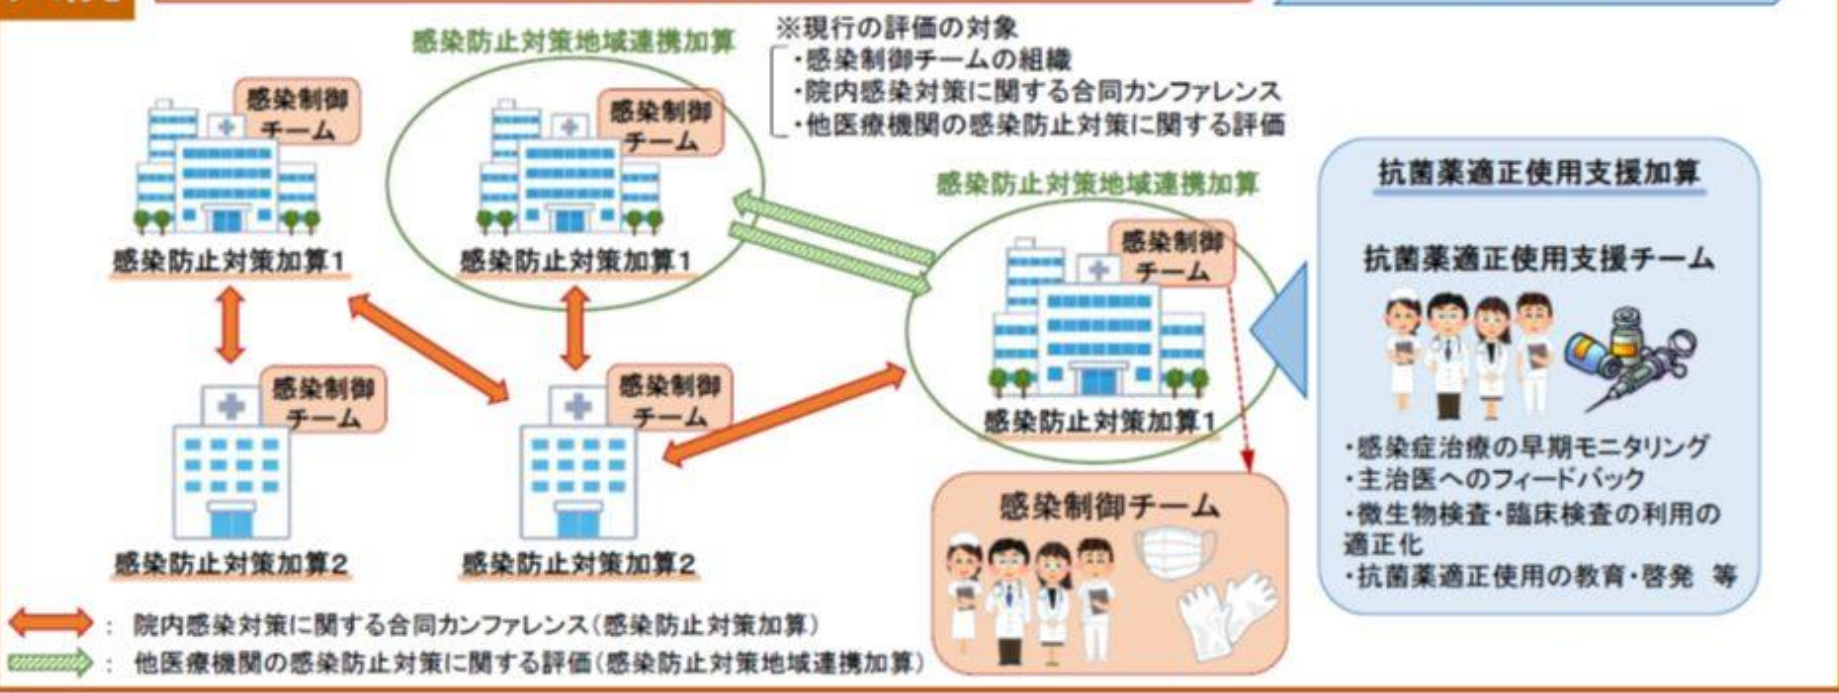 感染防止対策地域連携加算
※現行の評価の対象
・感染制御チームの組織
・院内感染対策に関する合同カンファレンス
・他医療機関の感染防止対策に関する評価
感染制御
チーム
感染防止対策加算1
感染制御
チーム
感染防止対策加算1
感染防止対策地域連携加算
感染制御
チーム
感染防止対策加算1
感染制御
チーム
感染防止対策加算2
感染制御
チーム
感染防止対策加算2
感染制御チーム
抗菌薬適正使用支援加算
抗菌薬適正使用支援チーム
・感染症治療の早期モニタリング
・主治医へのフィードバック
・微生物検査・臨床検査の利用の
適正化
・抗菌薬適正使用の教育・啓発 等
: 院内感染対策に関する合同カンファレンス(感染防止対策加算)
: 他医療機関の感染防止対策に関する評価(感染防止対策地域連携加算)